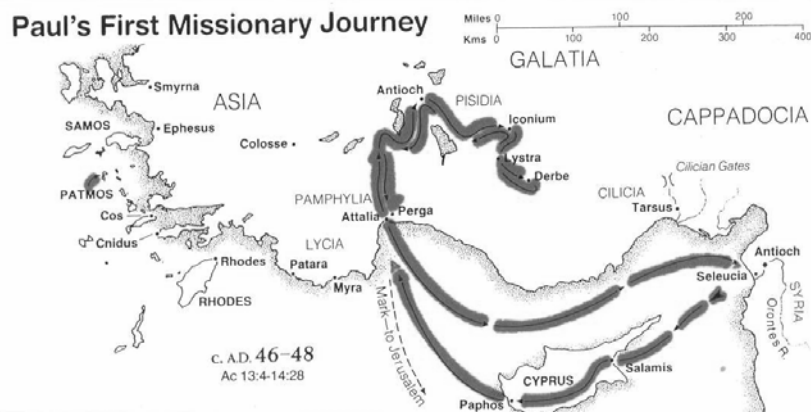 Paul's First Missionary Journey
Miles 0 100 200
Kms 0 100 160 200 300 400
GALATIA
Antioch
PISIDIA
Smyrna
ASIA
Iconium
CAPPADOCIA
SAMOS
Ephesus
Colosse
Lystra
Derbe
Cilician Gates
PATMOS
CILICIA
Tarsus
PAMPHYLIA
Perga
Cos
Attalia
Cnidus
LYCIA
Antioch
Rhodes
Patara
Seleucia
Myra
RHODES
SYRIA
Orontes R.
Mark—to Jerusalem
C. A.D. 46–48
Ac 13:4-14:28
Salamis
CYPRUS
Paphos